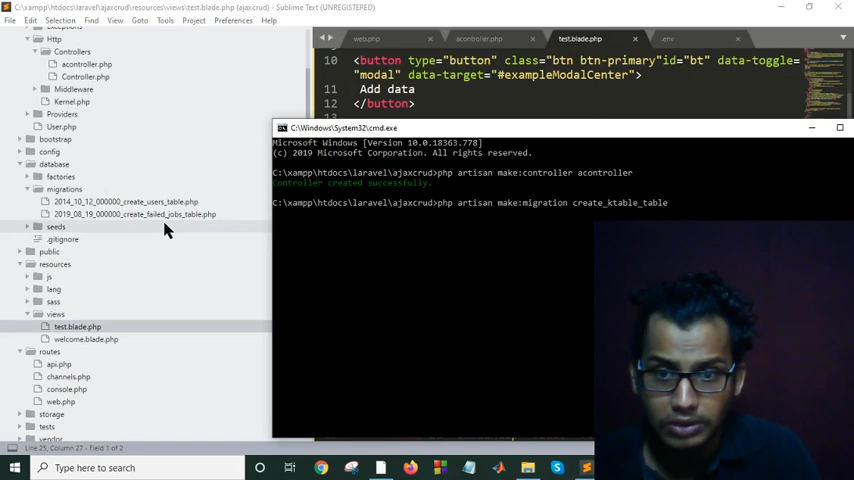 C:\xampp\htdocs\laravel\ajaxcrud\resources\views\test.blade.php (ajaxcrud) - Sublime Text (UNREGISTERED)
File Edit Selection Find View Goto Tools Project Preferences Help
Exceptions
Http
Controllers
acontroller.php
Controller.php
Middleware
Kernel.php
Providers
User.php
bootstrap
config
database
factories
migrations
2014_10_12_000000_create_users_table.php
2019_08_19_000000_create_failed_jobs_table.php
seeds
.gitignore
public
resources
js
lang
sass
views
test.blade.php
welcome.blade.php
routes
api.php
channels.php
console.php
web.php
storage
tests
vendor
web.php acontroller.php test.blade.php .env
10 <button type="button" class="btn btn-primary"id="bt" data-toggle=
"modal" data-target="#exampleModalCenter">
11 Add data
12 </button>
13
C:\Windows\System32\cmd.exe
Microsoft Windows [Version 10.0.18363.778]
(c) 2019 Microsoft Corporation. All rights reserved.
C:\xampp\htdocs\laravel\ajaxcrud>php artisan make:controller acontroller
Controller created successfully.
C:\xampp\htdocs\laravel\ajaxcrud>php artisan make:migration create_ktable_table
Line 25, Column 27 - Field 1 of 2
Type here to search